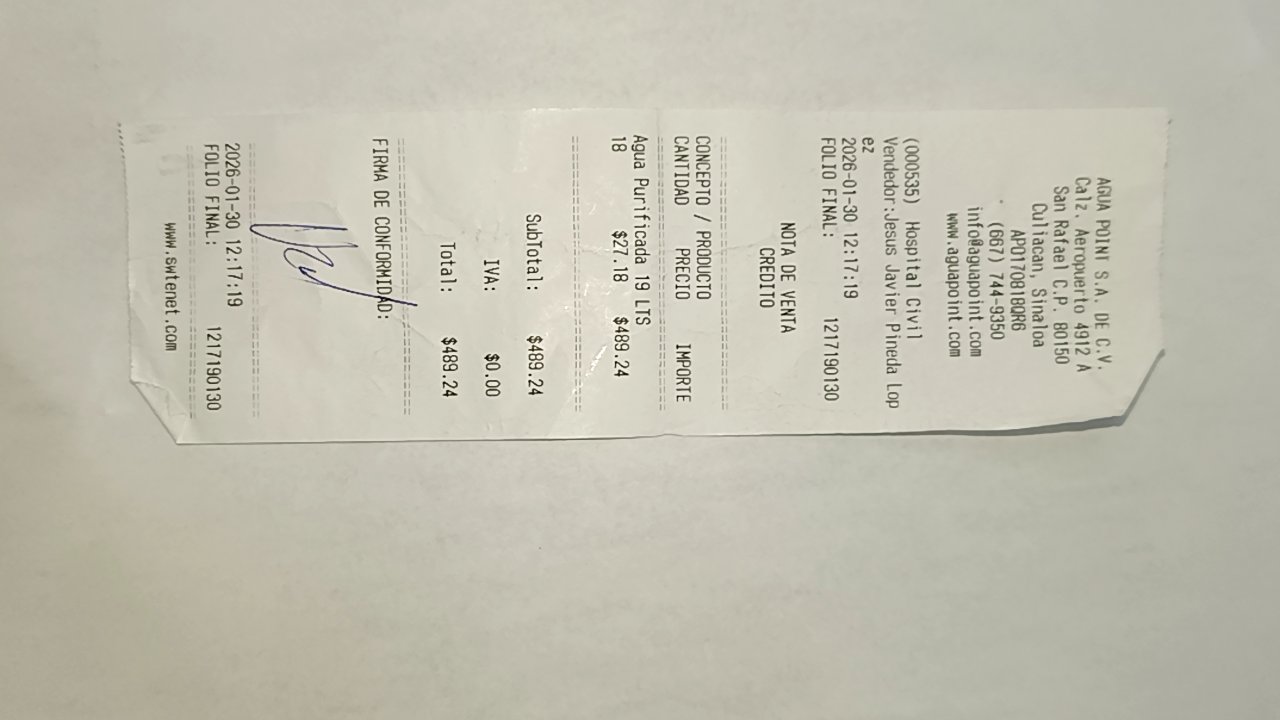 AGUA POINT S.A. DE C.V.
Calz. Aeropuerto 4912 A
San Rafael C.P. 80150
Culiacan, Sinaloa
APO170818QR6
(667) 744-9350
info@aguapoint.com
www.aguapoint.com
(000535) Hospital Civil
Vendedor:Jesus Javier Pineda Lop
ez
2026-01-30 12:17:19
FOLIO FINAL: 1217190130
NOTA DE VENTA
CREDITO
================================
CONCEPTO / PRODUCTO
CANTIDAD PRECIO IMPORTE
================================
Agua Purificada 19 LTS
18 $27.18 $489.24
================================
SubTotal: $489.24
IVA: $0.00
Total: $489.24
================================
FIRMA DE CONFORMIDAD:
================================
2026-01-30 12:17:19
FOLIO FINAL: 1217190130
================================
www.swtenet.com